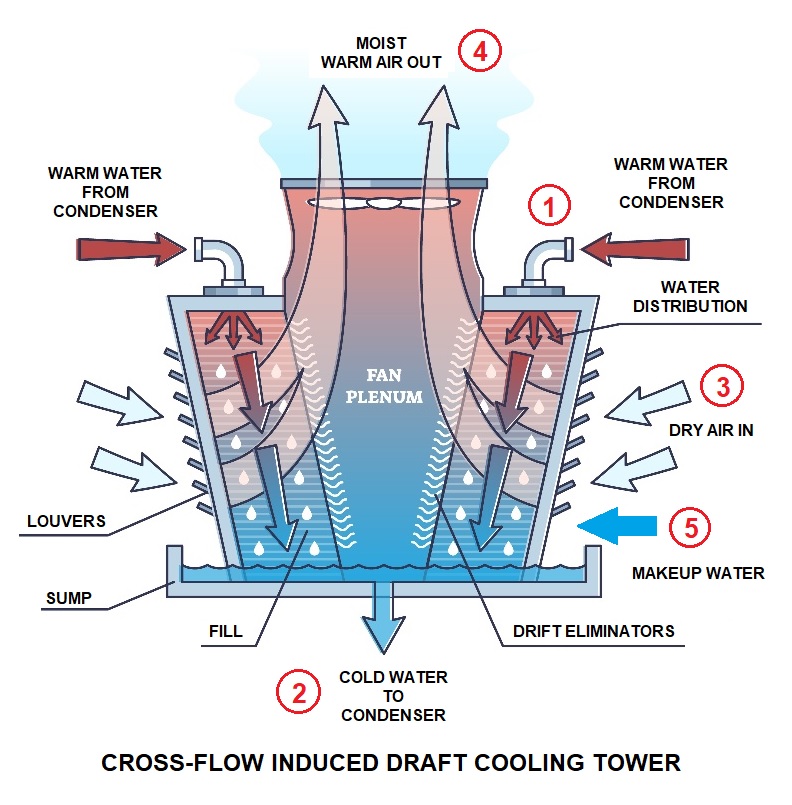 MOIST
WARM AIR OUT
4
WARM WATER
FROM
CONDENSER
WARM WATER
FROM
CONDENSER
1
WATER
DISTRIBUTION
FAN
PLENUM
3
DRY AIR IN
LOUVERS
5
MAKEUP WATER
SUMP
FILL
DRIFT ELIMINATORS
2
COLD WATER
TO
CONDENSER
CROSS-FLOW INDUCED DRAFT COOLING TOWER